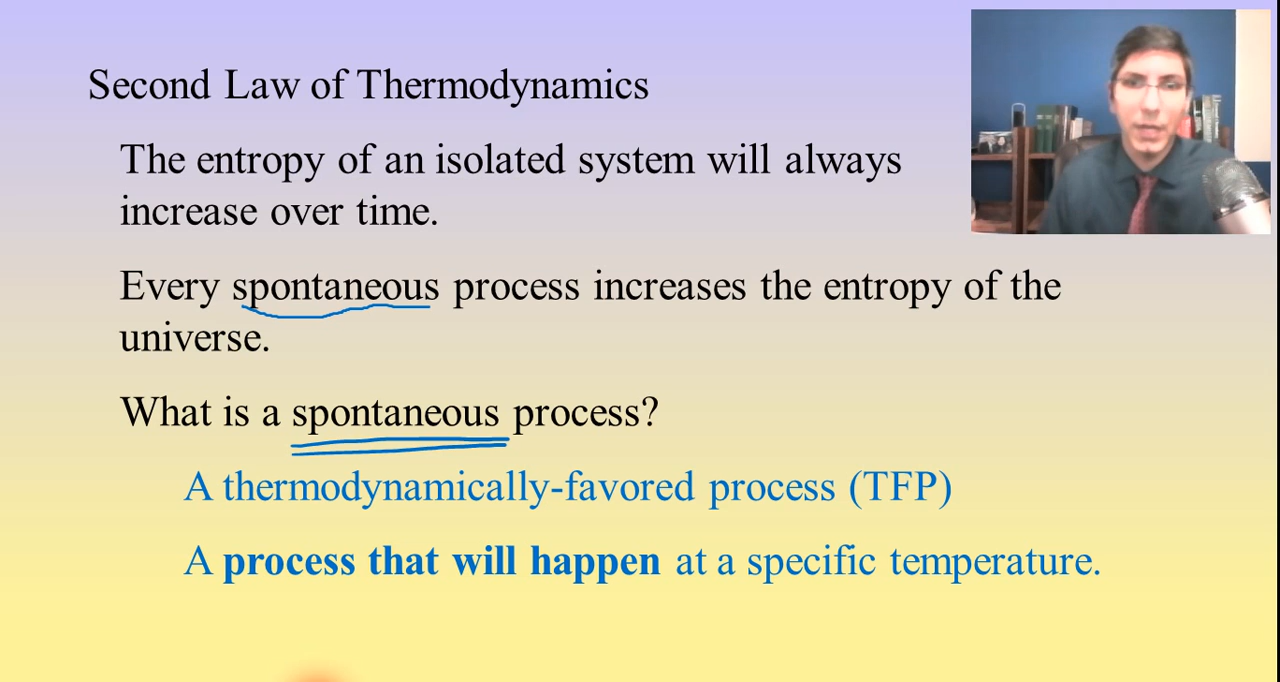 Second Law of Thermodynamics
The entropy of an isolated system will always
increase over time.
Every spontaneous process increases the entropy of the
universe.
What is a spontaneous process?
A thermodynamically-favored process (TFP)
A process that will happen at a specific temperature.